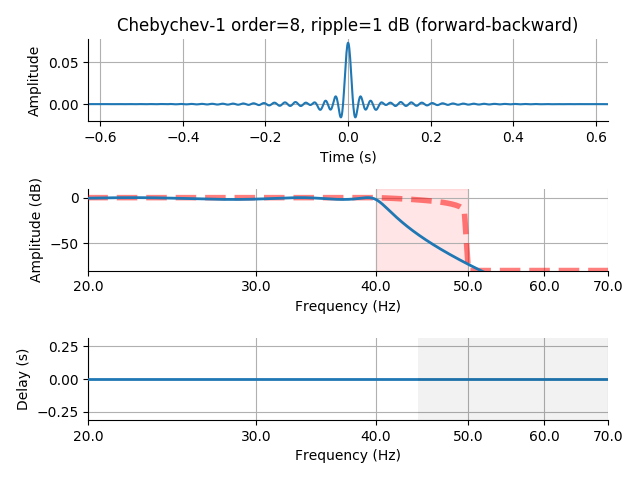 Chebychev-1 order=8, ripple=1 dB (forward-backward)
Amplitude
0.05
0.00
−0.6 −0.4 −0.2 0.0 0.2 0.4 0.6
Time (s)
Amplitude (dB)
0
−50
20.0 30.0 40.0 50.0 60.0 70.0
Frequency (Hz)
Delay (s)
0.25
0.00
−0.25
20.0 30.0 40.0 50.0 60.0 70.0
Frequency (Hz)